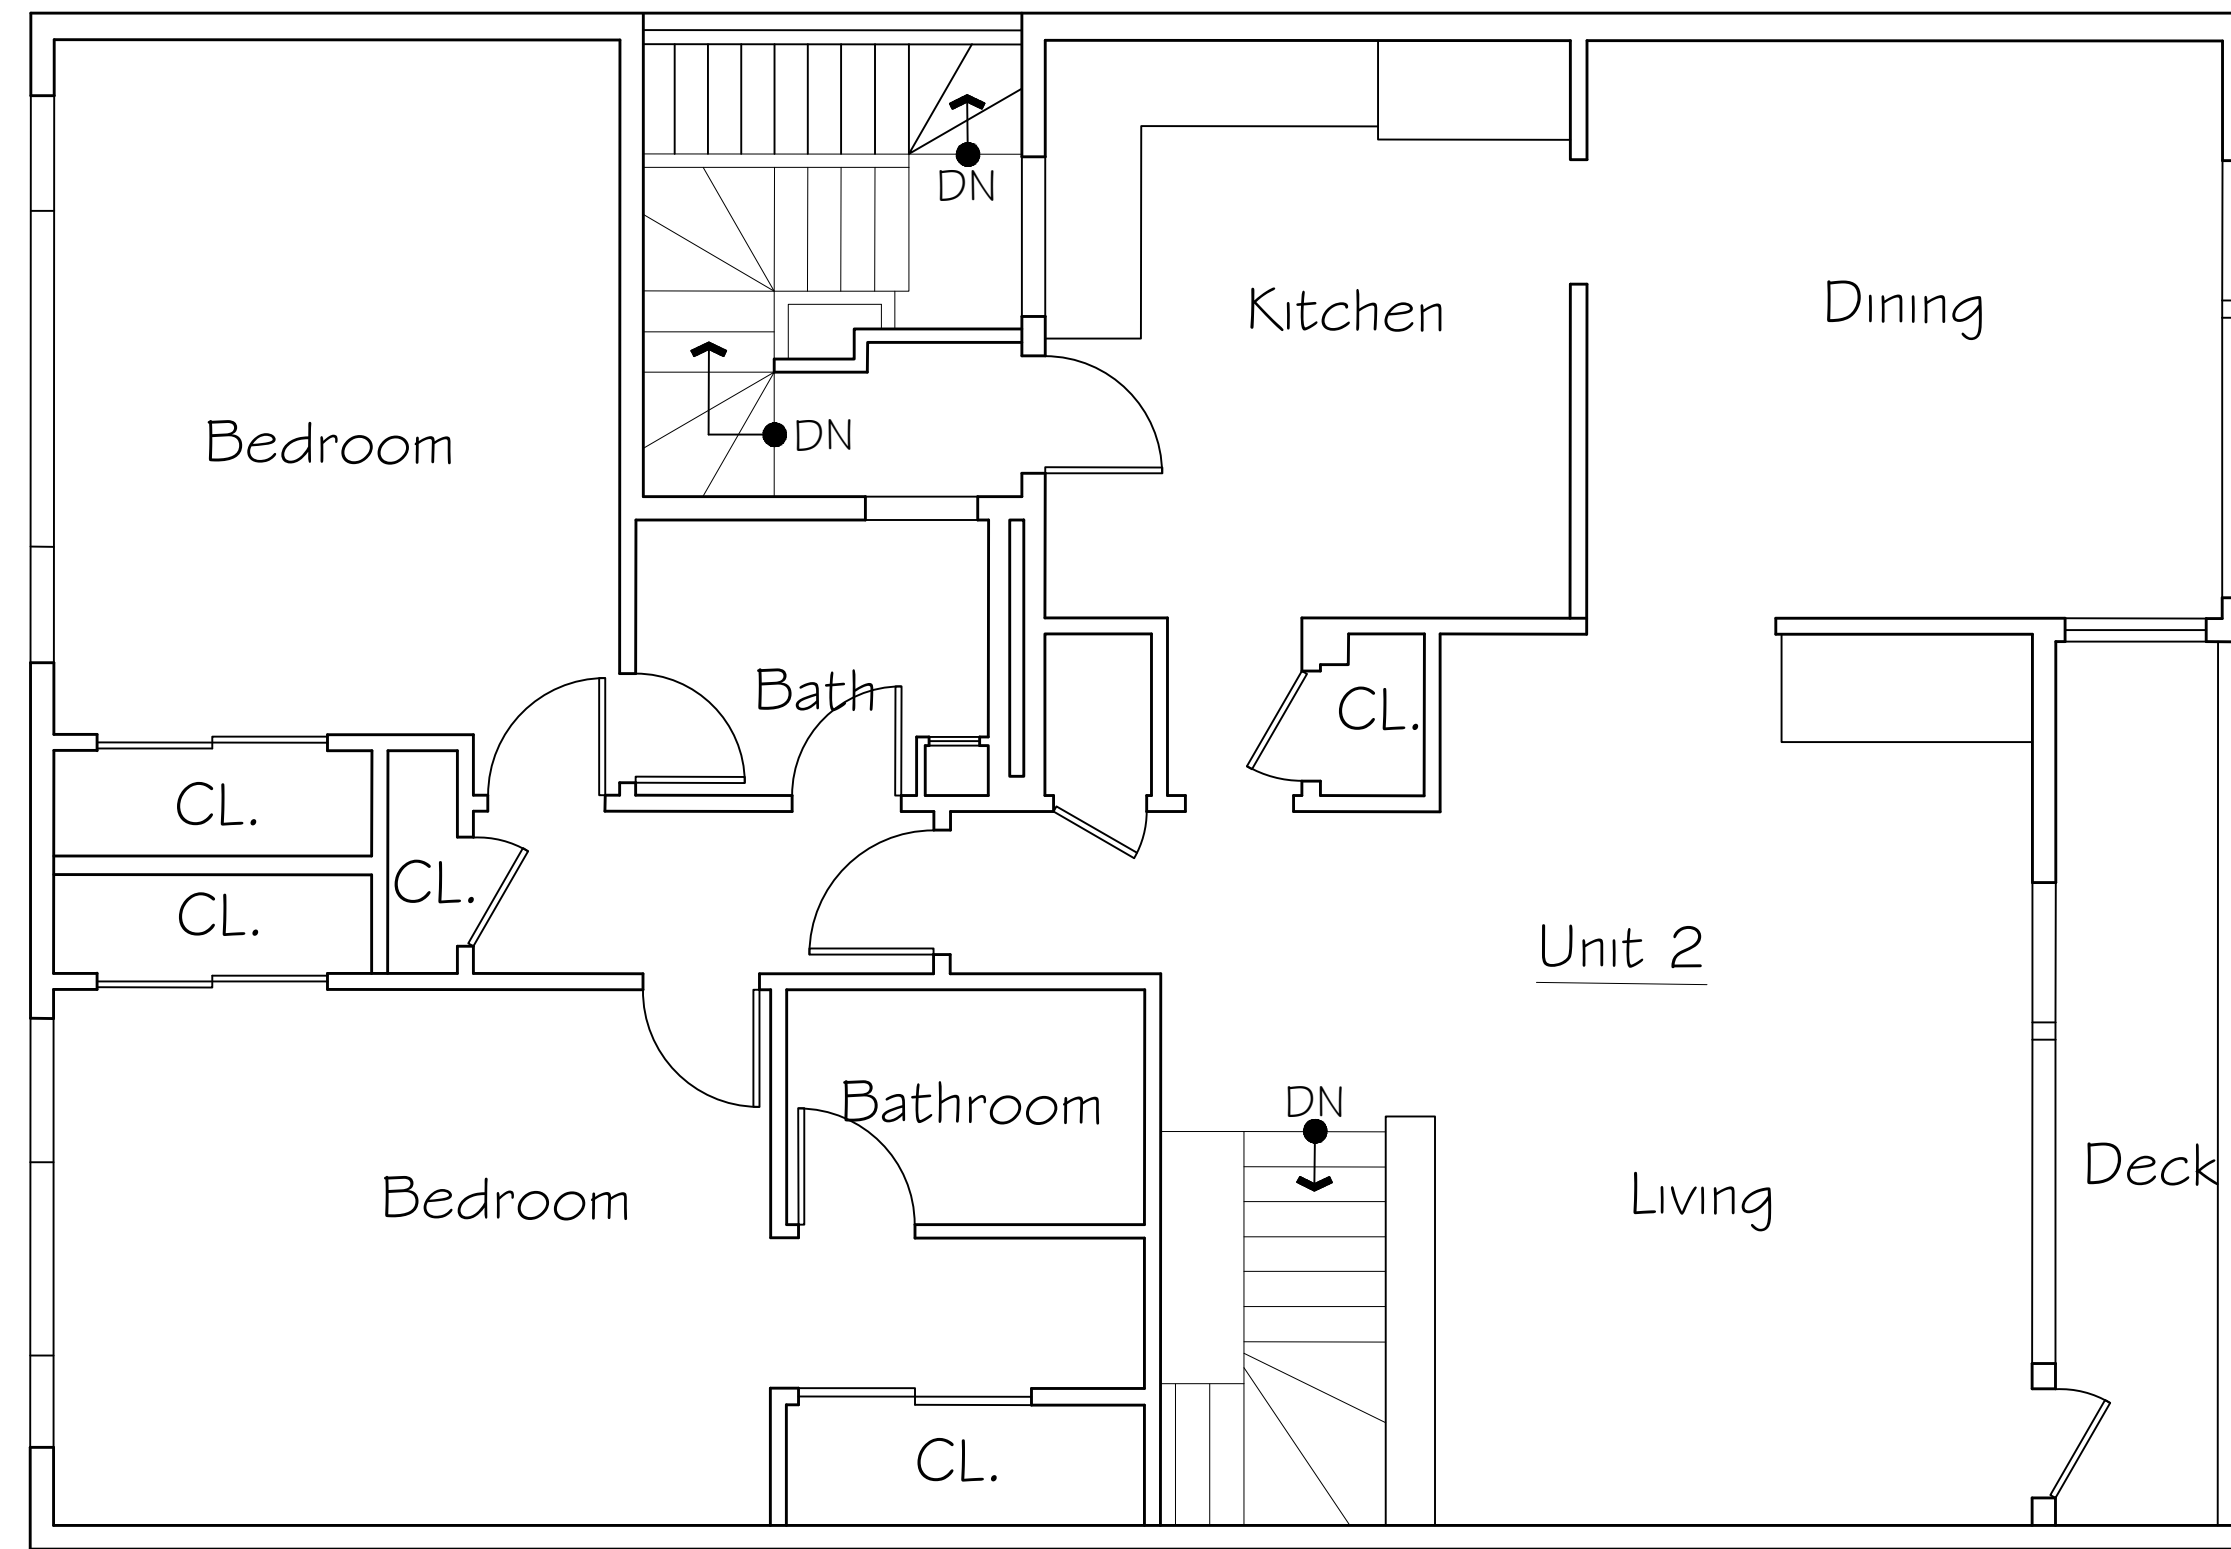 DN
Kitchen
Dining
Bedroom
DN
Bath
CL.
CL.
CL.
CL.
Unit 2
Bathroom
DN
Bedroom
Living
Deck
CL.